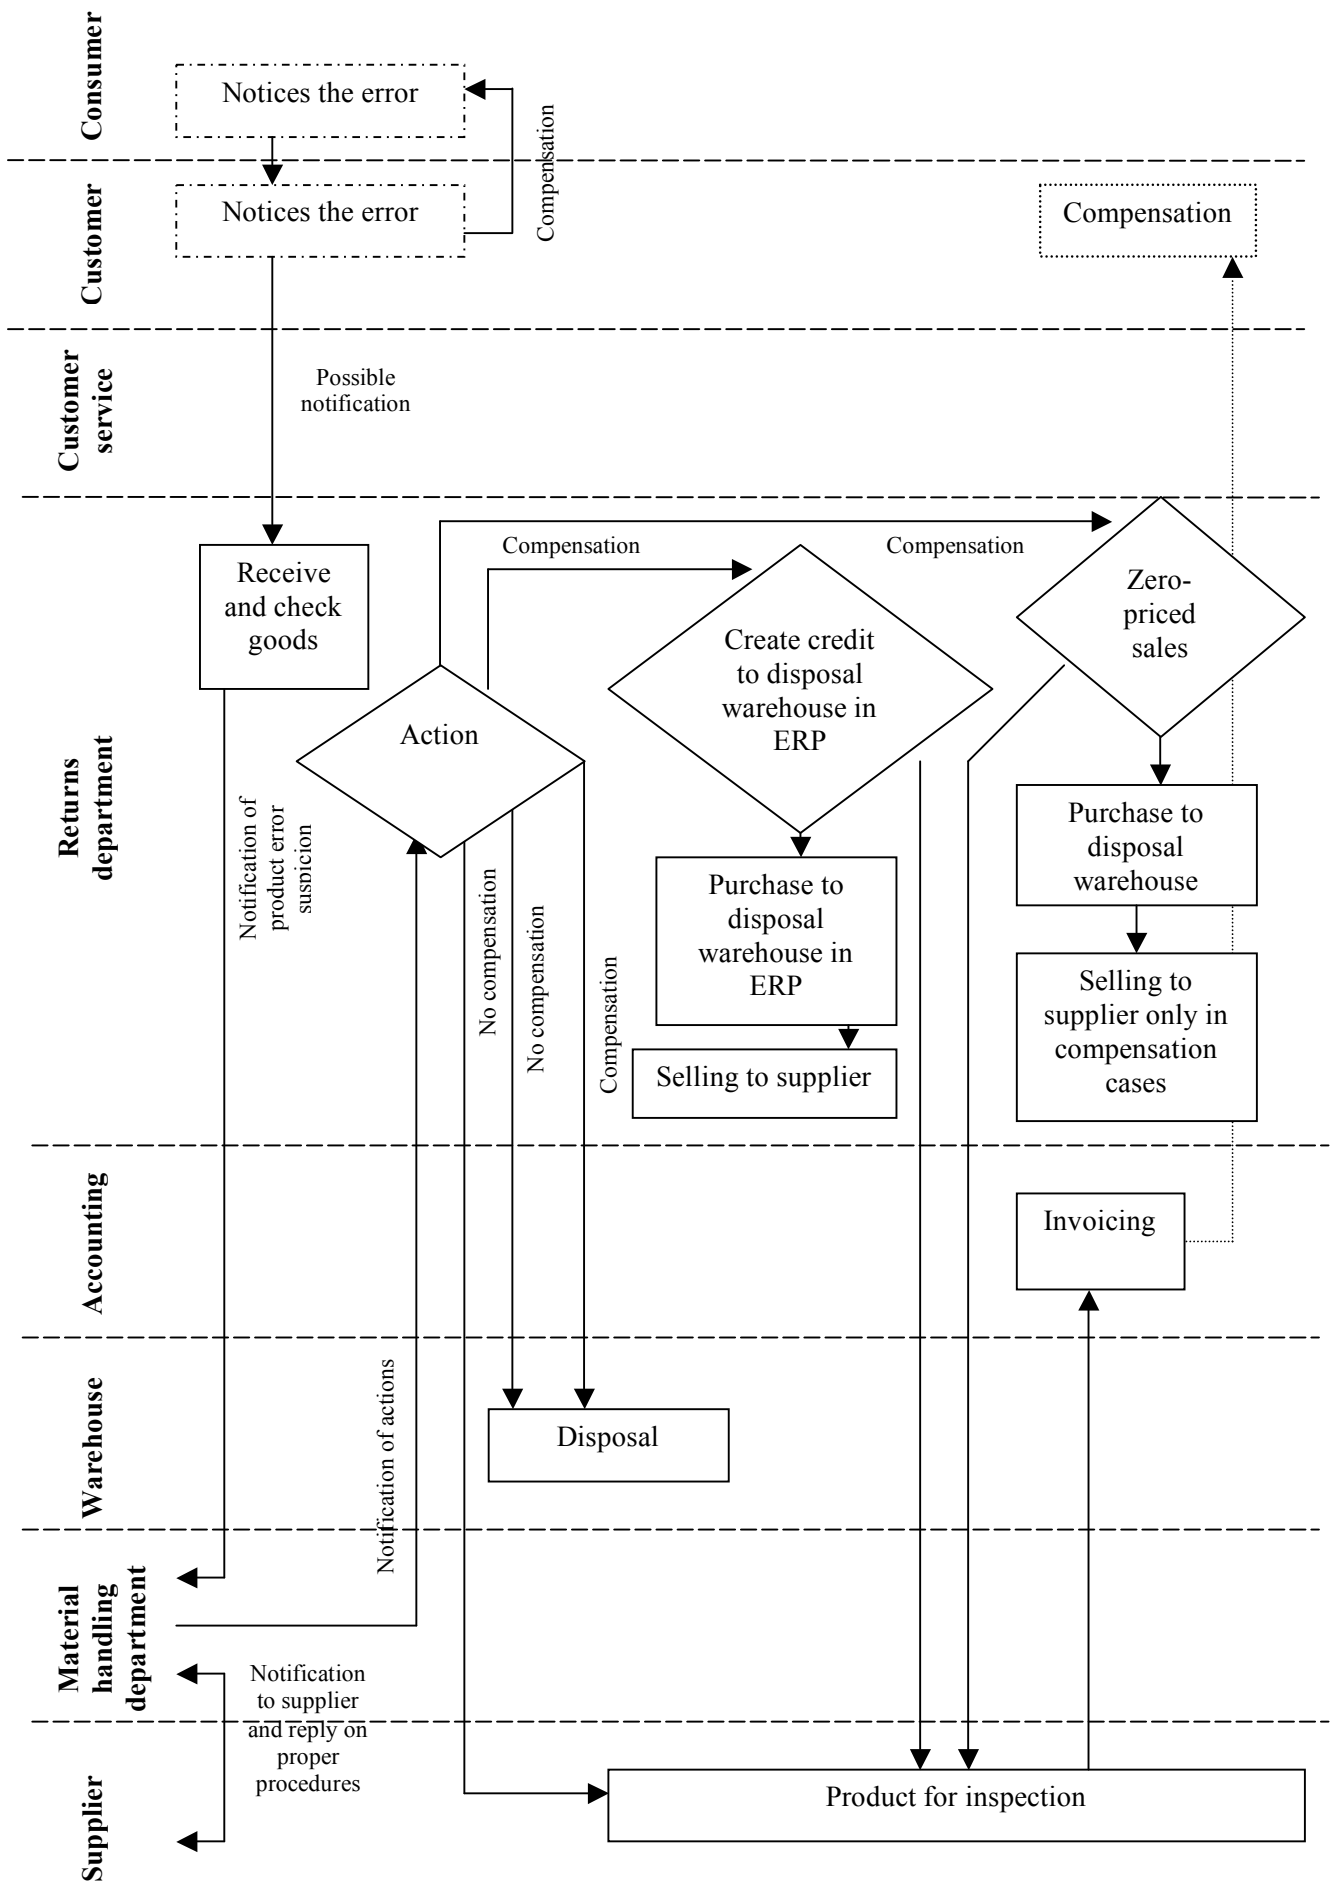 Consumer
Notices the error
Compensation
Customer
Notices the error
Compensation
Customer
service
Possible
notification
Returns
department
Receive
and check
goods
Compensation
Compensation
Action
Create credit
to disposal
warehouse in
ERP
Zero-
priced
sales
Notification of
product error
suspicion
No compensation
No compensation
Compensation
Purchase to
disposal
warehouse in
ERP
Selling to supplier
Purchase to
disposal
warehouse
Selling to
supplier only in
compensation
cases
Accounting
Invoicing
Warehouse
Notification of actions
Disposal
Material
handling
department
Notification
to supplier
and reply on
proper
procedures
Supplier
Product for inspection